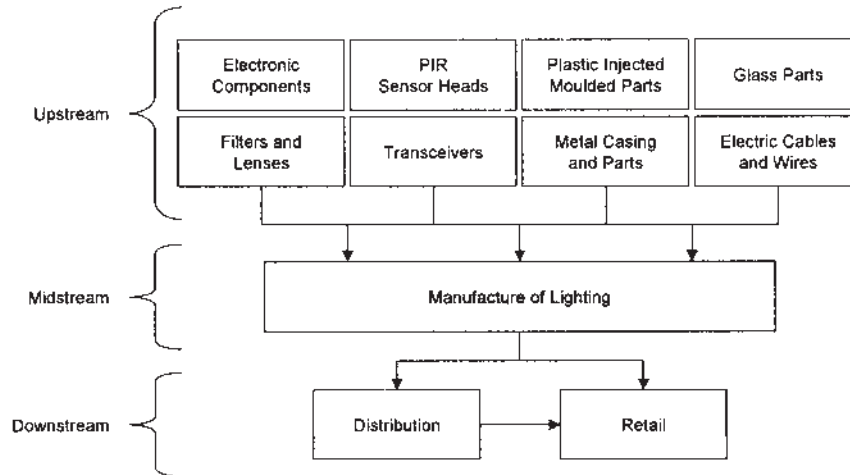 Electronic
Components
PIR
Sensor Heads
Plastic Injected
Moulded Parts
Glass Parts
Upstream
Filters and
Lenses
Transceivers
Metal Casing
and Parts
Electric Cables
and Wires
Midstream
Manufacture of Lighting
Downstream
Distribution
Retail